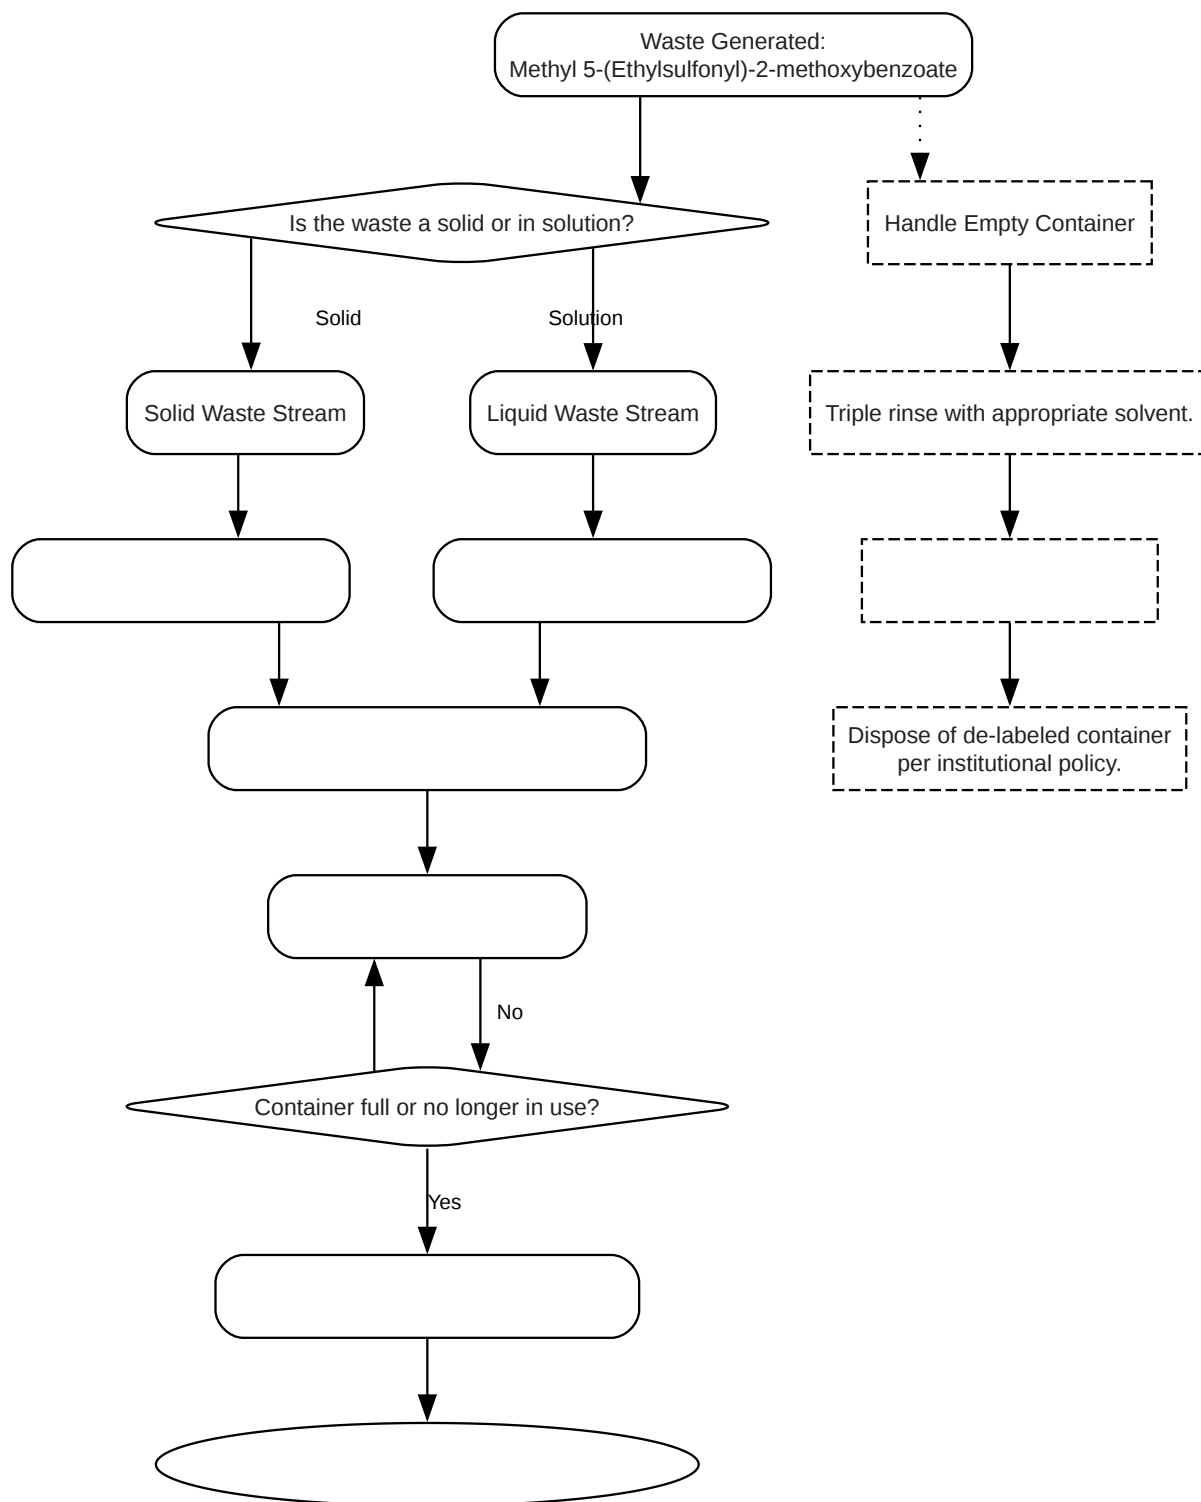 Waste Generated:
Methyl 5-(Ethylsulfonyl)-2-methoxybenzoate
Is the waste a solid or in solution?
Handle Empty Container
Solid
Solution
Solid Waste Stream
Liquid Waste Stream
Triple rinse with appropriate solvent.
Dispose of de-labeled container
per institutional policy.
No
Container full or no longer in use?
Yes